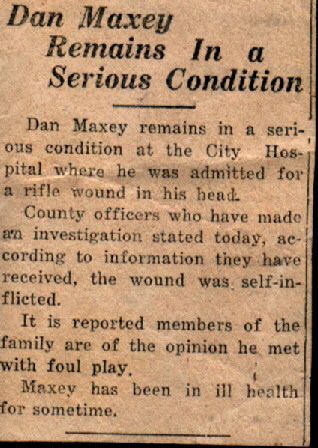 Dan Maxey
Remains In a
Serious Condition
Dan Maxey remains in a seri-
ous condition at the City Hos-
pital where he was admitted for
a rifle wound in his head.
County officers who have made
an investigation stated today, ac-
cording to information they have
received, the wound was self-in-
flicted.
It is reported members of the
family are of the opinion he met
with foul play.
Maxey has been in ill health
for sometime.